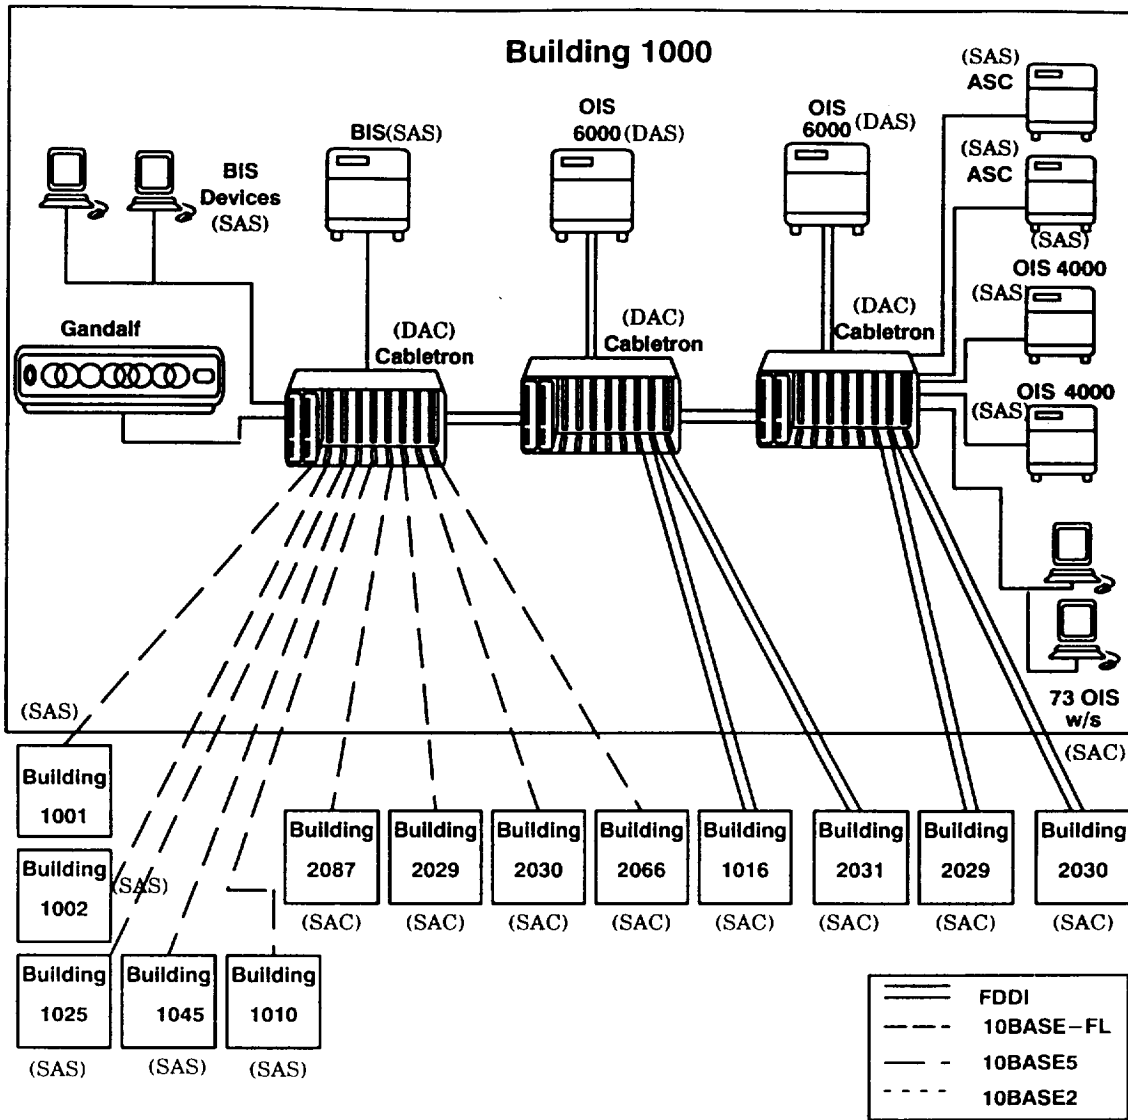 Building 1000
(SAS)
ASC
OIS
6000 (DAS)
OIS
6000 (DAS)
BIS(SAS)
(SAS)
ASC
BIS
Devices
(SAS)
(SAS)
OIS 4000
(SAS)
Gandalf
(DAC)
Cabletron
(DAC)
Cabletron
(DAC)
Cabletron
OIS 4000
(SAS)
73 OIS
w/s
(SAS)
(SAC)
Building
1001
Building
1002
(SAS)
Building
2087
(SAC)
Building
2029
(SAC)
Building
2030
(SAC)
Building
2066
(SAC)
Building
1016
(SAC)
Building
2031
(SAC)
Building
2029
(SAC)
Building
2030
(SAC)
Building
1025
(SAS)
Building
1045
(SAS)
Building
1010
(SAS)
FDDI
10BASE-FL
10BASE5
10BASE2